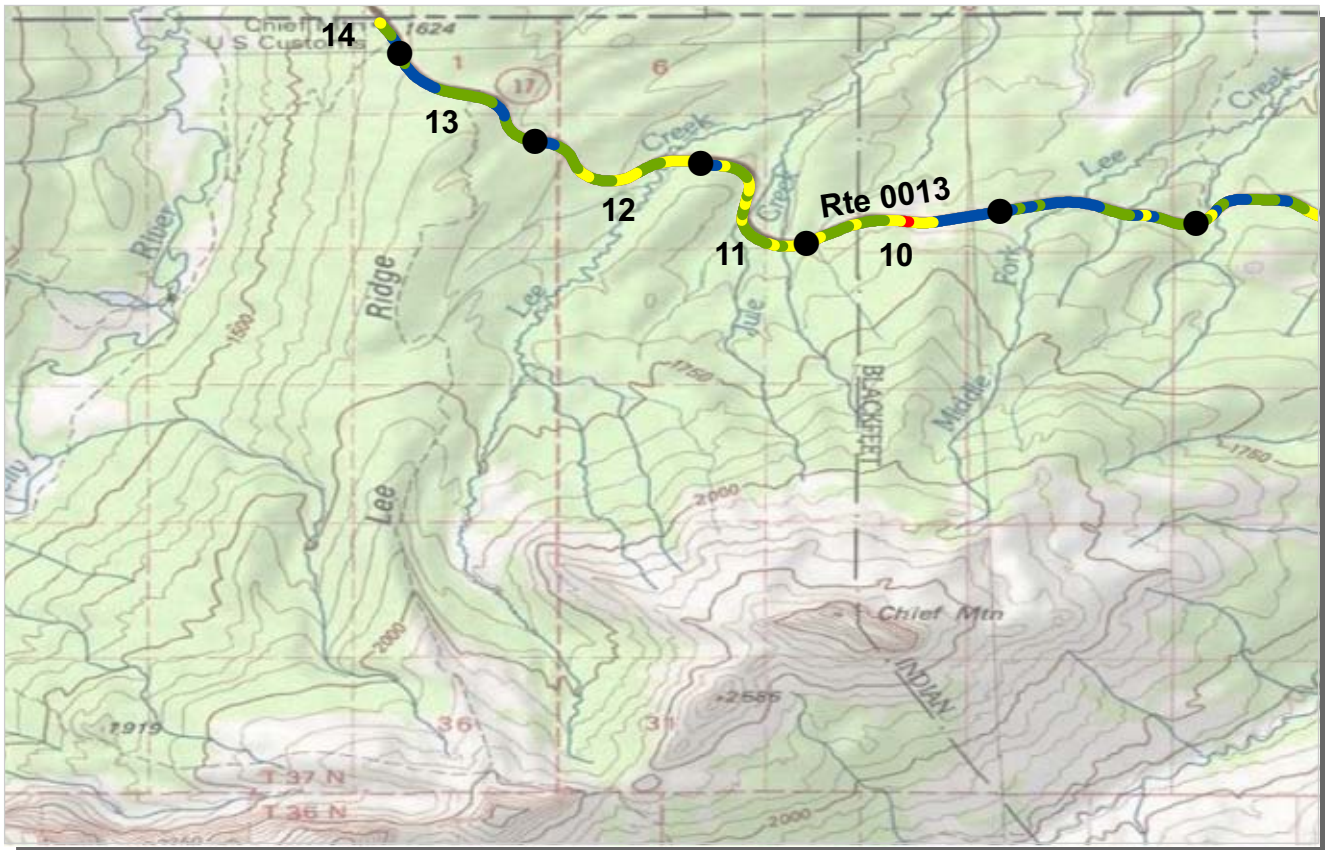 14
Chief Mtn
1624
U S Customs
1
6
17
13
Creek
Creek
Lee
River
12
Creek
Rte 0013
11
10
Fork
Ridge
Lee
1500
Jule
1750
BLACKFEET
Middle
1750
Lee
2000
Chief Mtn
2000
INDIAN
2686
1919
36
31
T 37 N
T 36 N
2000